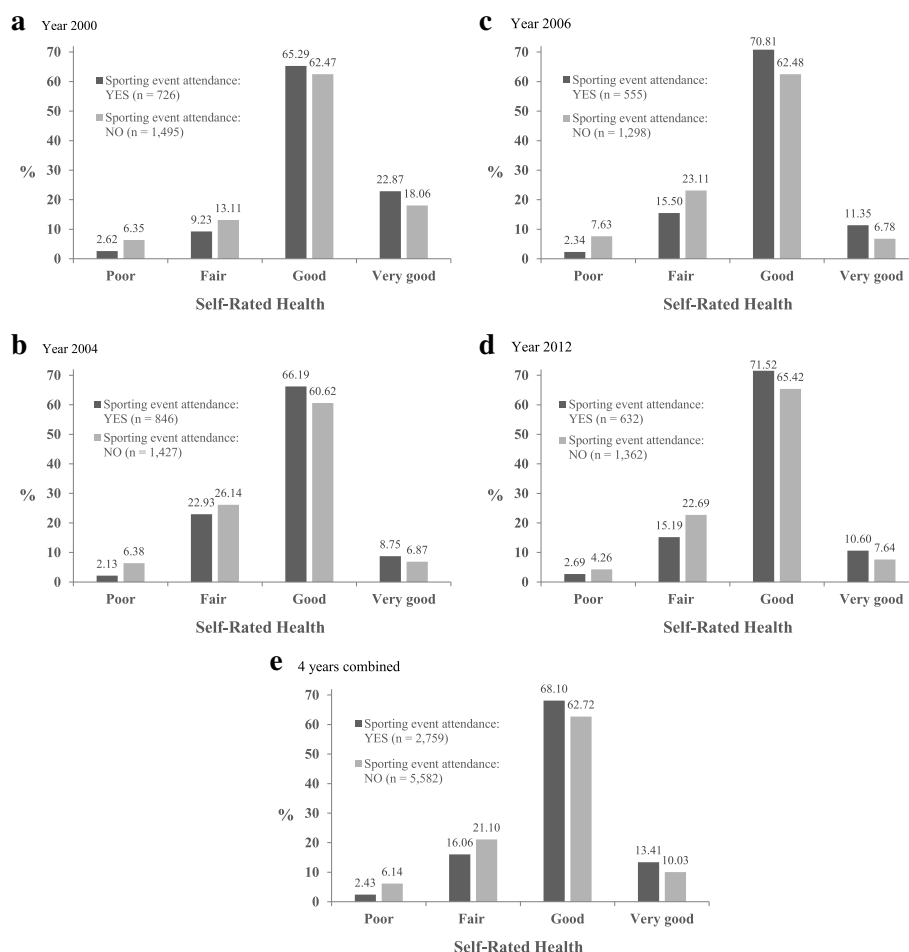 a Year 2000
70
60
50
40
30
20
10
0
%
Sporting event attendance:
YES (n = 726)
Sporting event attendance:
NO (n = 1,495)
2.62 6.35
9.23 13.11
65.29 62.47
22.87 18.06
Poor Fair Good Very good
Self-Rated Health
b Year 2004
70
60
50
40
30
20
10
0
%
Sporting event attendance:
YES (n = 846)
Sporting event attendance:
NO (n = 1,427)
2.13 6.38
22.93 26.14
66.19 60.62
8.75 6.87
Poor Fair Good Very good
Self-Rated Health
c Year 2006
70
60
50
40
30
20
10
0
%
Sporting event attendance:
YES (n = 555)
Sporting event attendance:
NO (n = 1,298)
2.34 7.63
15.50 23.11
70.81 62.48
11.35 6.78
Poor Fair Good Very good
Self-Rated Health
d Year 2012
70
60
50
40
30
20
10
0
%
Sporting event attendance:
YES (n = 632)
Sporting event attendance:
NO (n = 1,362)
2.69 4.26
15.19 22.69
71.52 65.42
10.60 7.64
Poor Fair Good Very good
Self-Rated Health
e 4 years combined
70
60
50
40
30
20
10
0
%
Sporting event attendance:
YES (n = 2,759)
Sporting event attendance:
NO (n = 5,582)
2.43 6.14
16.06 21.10
68.10 62.72
13.41 10.03
Poor Fair Good Very good
Self-Rated Health